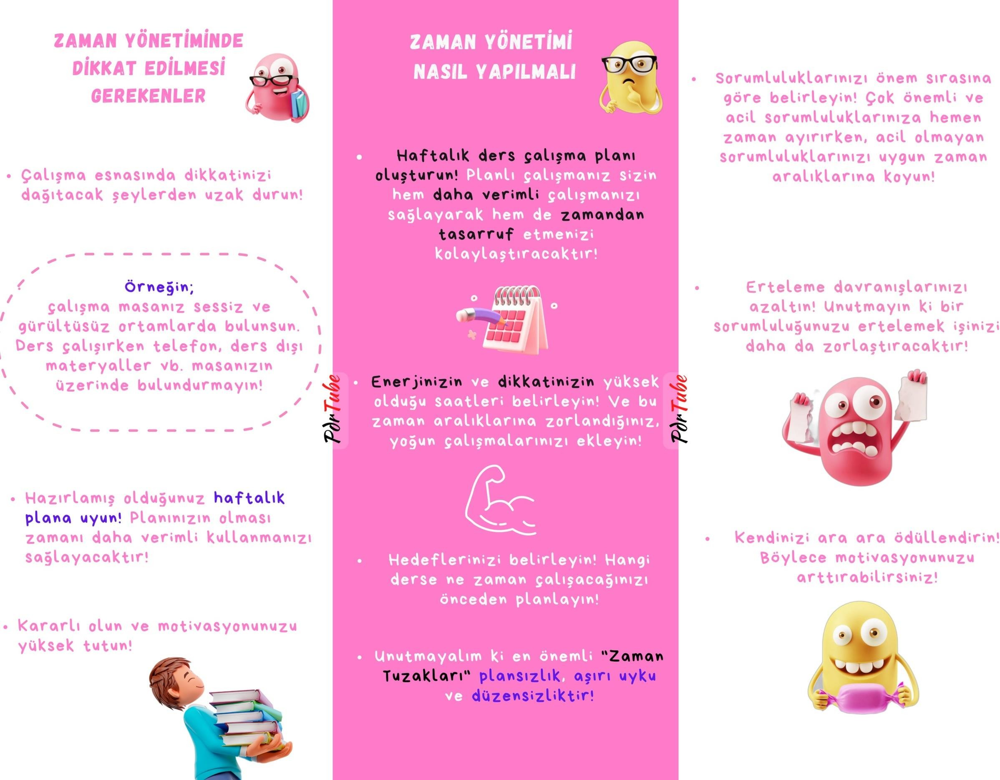 ZAMAN YÖNETİMİNDE
DİKKAT EDİLMESİ
GEREKENLER
• Çalışma esnasında dikkatinizi
dağıtacak şeylerden uzak durun!
Örneğin;
çalışma masanız sessiz ve
gürültüsüz ortamlarda bulunsun.
Ders çalışırken telefon, ders dışı
materyaller vb. masanızın
üzerinde bulundurmayın!
• Hazırlamış olduğunuz haftalık
plana uyun! Planınızın olması
zamanı daha verimli kullanmanızı
sağlayacaktır!
• Kararlı olun ve motivasyonunuzu
yüksek tutun!
PdrTube
ZAMAN YÖNETİMİ
NASIL YAPILMALI
• Haftalık ders çalışma planı
oluşturun! Planlı çalışmanız sizin
hem daha verimli çalışmanızı
sağlayarak hem de zamandan
tasarruf etmenizi
kolaylaştıracaktır!
• Enerjinizin ve dikkatinizin yüksek
olduğu saatleri belirleyin! Ve bu
zaman aralıklarına zorlandığınız,
yoğun çalışmalarınızı ekleyin!
• Hedeflerinizi belirleyin! Hangi
derse ne zaman çalışacağınızı
önceden planlayın!
• Unutmayalım ki en önemli "Zaman
Tuzakları" plansızlık, aşırı uyku
ve düzensizliktir!
PdrTube
• Sorumluluklarınızı önem sırasına
göre belirleyin! Çok önemli ve
acil sorumluluklarınıza hemen
zaman ayırırken, acil olmayan
sorumluluklarınızı uygun zaman
aralıklarına koyun!
• Erteleme davranışlarınızı
azaltın! Unutmayın ki bir
sorumluluğunuzu ertelemek işinizi
daha da zorlaştıracaktır!
• Kendinizi ara ara ödüllendirin!
Böylece motivasyonunuzu
arttırabilirsiniz!